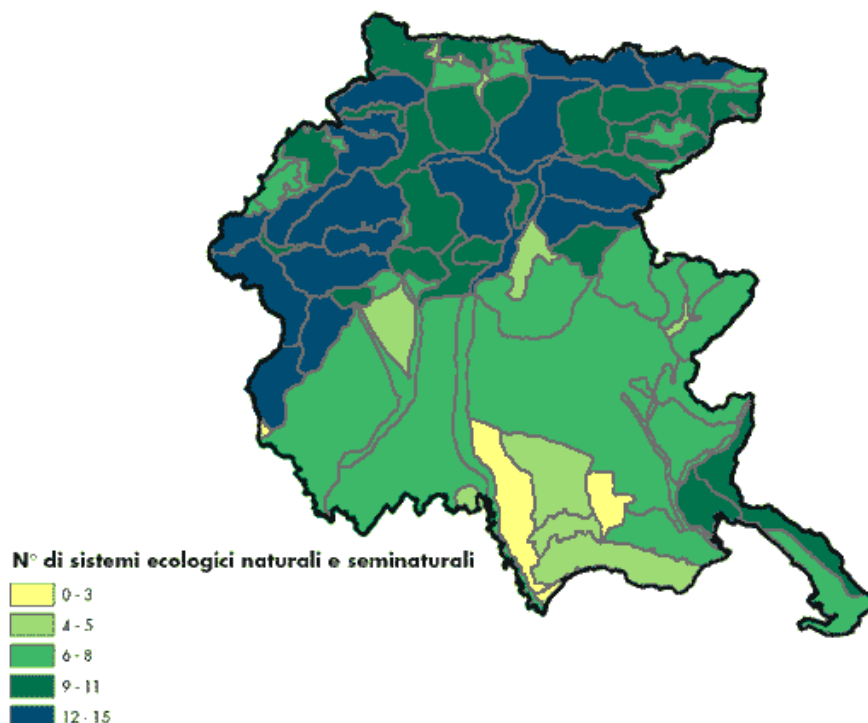 N° di sistemi ecologici naturali e seminaturali
0 - 3
4 - 5
6 - 8
9 - 11
12 - 15